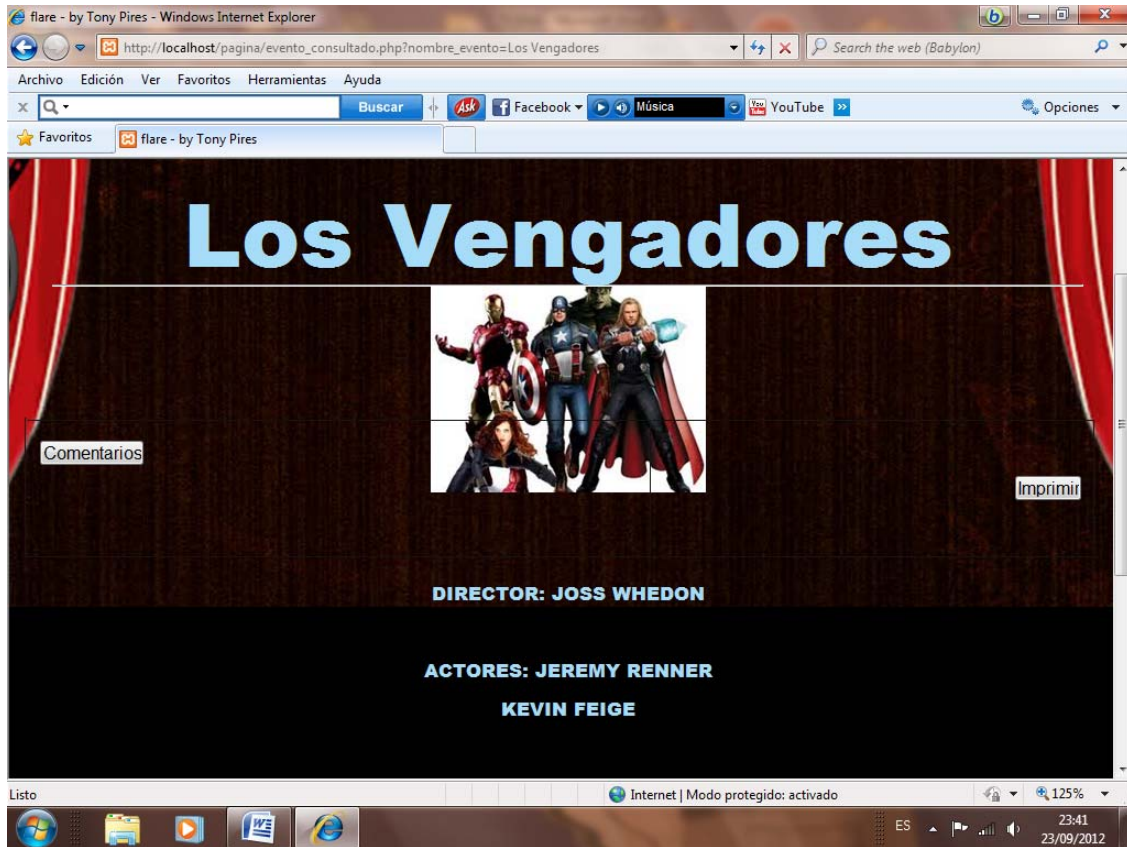 flare - by Tony Pires - Windows Internet Explorer
http://localhost/pagina/evento_consultado.php?nombre_evento=Los Vengadores
Search the web (Babylon)
Archivo Edición Ver Favoritos Herramientas Ayuda
Buscar Ask Facebook Música YouTube Opciones
Favoritos flare - by Tony Pires
Los Vengadores
Comentarios
Imprimir
DIRECTOR: JOSS WHEDON
ACTORES: JEREMY RENNER
KEVIN FEIGE
Listo Internet | Modo protegido: activado 125%
ES 23:41
23/09/2012